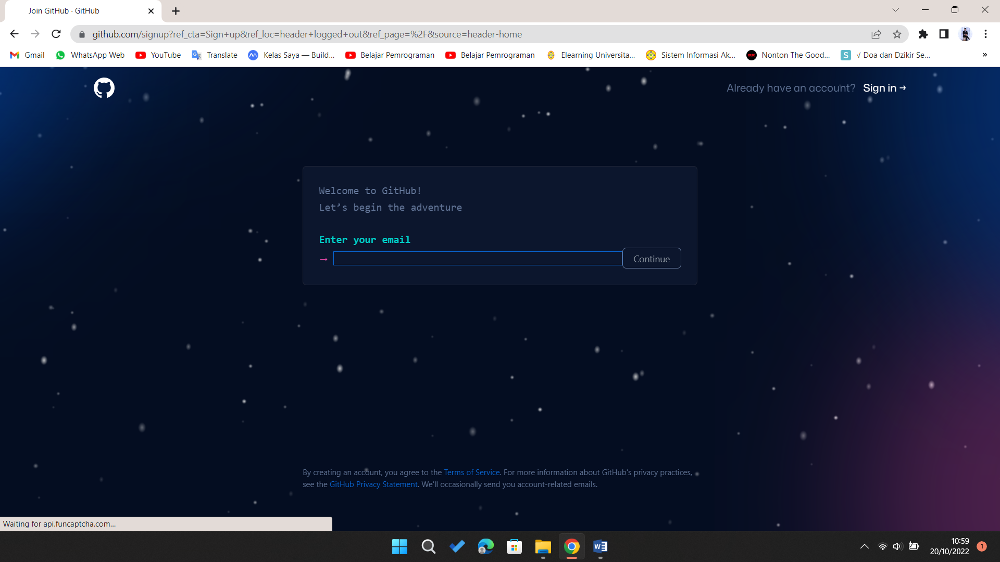 Join GitHub · GitHub
github.com/signup?ref_cta=Sign+up&ref_loc=header+logged+out&ref_page=%2F&source=header-home
Gmail WhatsApp Web YouTube Translate Kelas Saya — Build... Belajar Pemrograman Belajar Pemrograman Elearning Universita... Sistem Informasi Ak... Nonton The Good... S √ Doa dan Dzikir Se... »
Already have an account? Sign in →
Welcome to GitHub!
Let’s begin the adventure
Enter your email
→ Continue
By creating an account, you agree to the Terms of Service. For more information about GitHub's privacy practices,
see the GitHub Privacy Statement. We'll occasionally send you account-related emails.
Waiting for api.funcaptcha.com...
10:59
20/10/2022
1